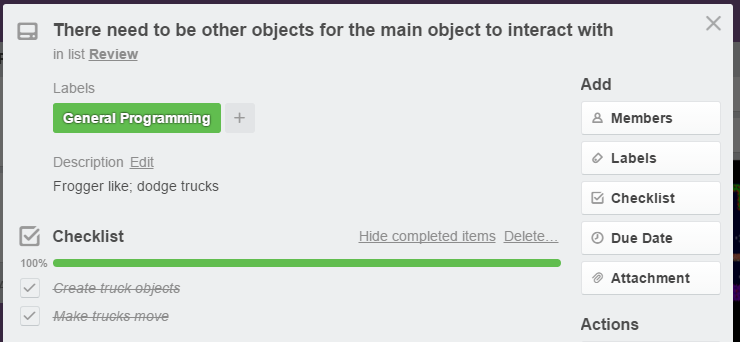 There need to be other objects for the main object to interact with
in list Review
Labels
General Programming +
Description Edit
Frogger like; dodge trucks
Checklist Hide completed items Delete…
100%
Create truck objects
Make trucks move
Add
Members
Labels
Checklist
Due Date
Attachment
Actions